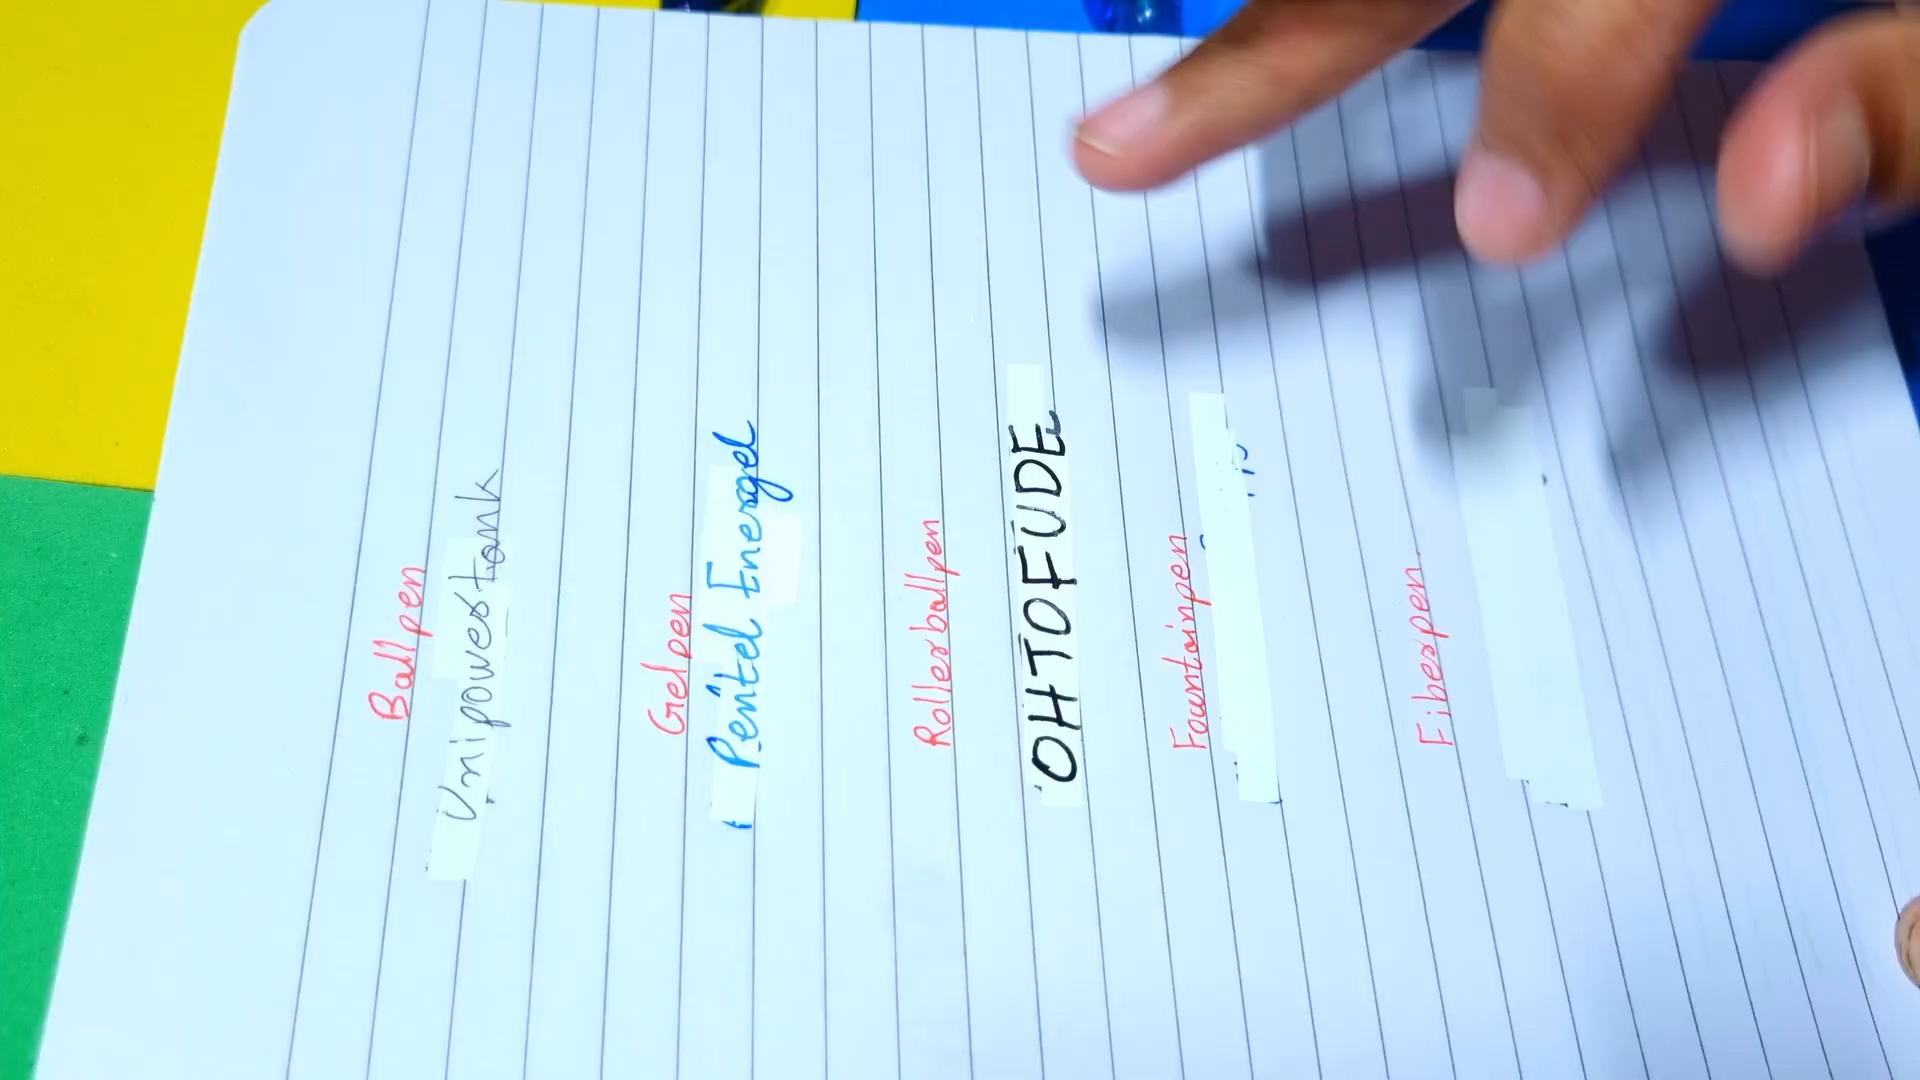 Ballpen
Unipowertank
Gelpen
Pentel Energel
Rollerballpen
OHTOFUDE
Fountainpen
Fiberpen